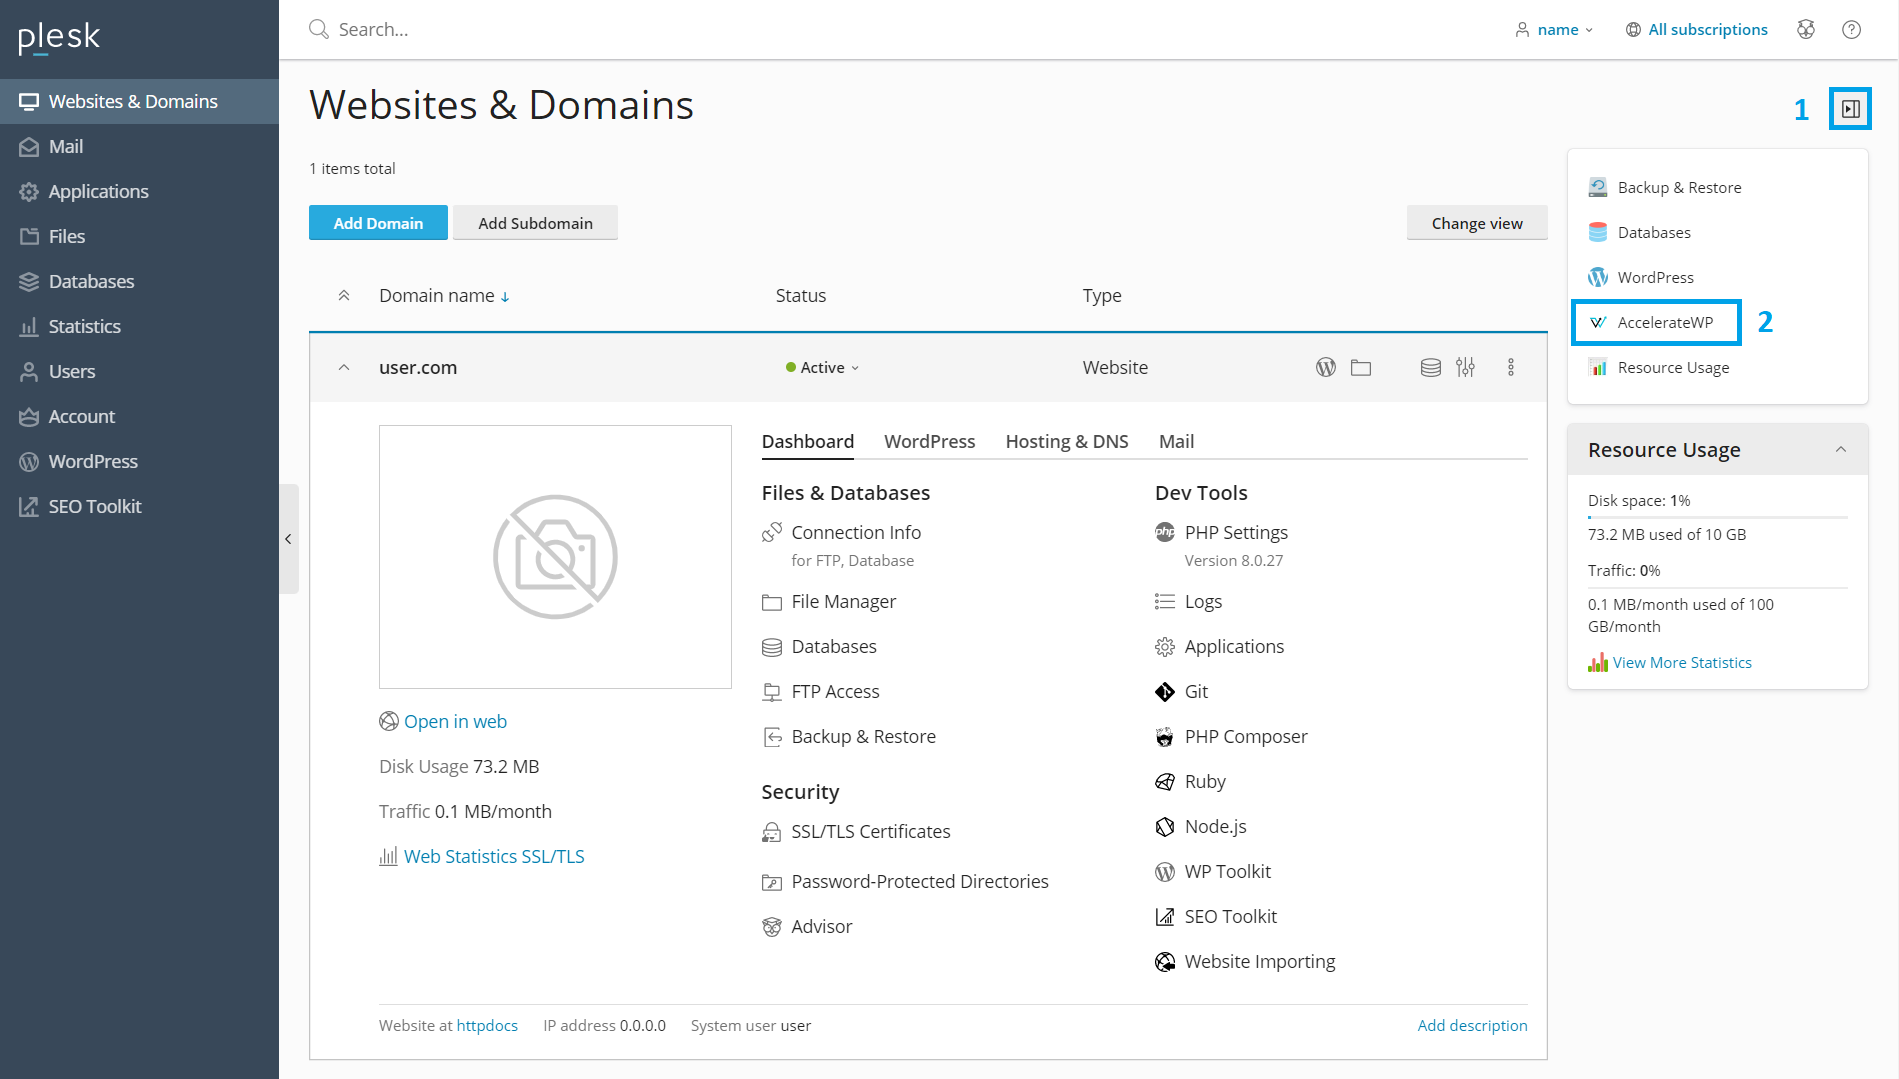 plesk
Search...
name
All subscriptions
Websites & Domains
Mail
Applications
Files
Databases
Statistics
Users
Account
WordPress
SEO Toolkit
Websites & Domains
1
1 items total
Add Domain
Add Subdomain
Change view
Domain name
Status
Type
user.com
Active
Website
Dashboard
WordPress
Hosting & DNS
Mail
Files & Databases
Connection Info
for FTP, Database
File Manager
Databases
FTP Access
Backup & Restore
Security
SSL/TLS Certificates
Password-Protected Directories
Advisor
Dev Tools
php
PHP Settings
Version 8.0.27
Logs
Applications
Git
PHP Composer
Ruby
Node.js
WP Toolkit
SEO Toolkit
Website Importing
Open in web
Disk Usage 73.2 MB
Traffic 0.1 MB/month
Web Statistics SSL/TLS
Website at httpdocs
IP address 0.0.0.0
System user user
Add description
Backup & Restore
Databases
WordPress
AccelerateWP
2
Resource Usage
Resource Usage
Disk space: 1%
73.2 MB used of 10 GB
Traffic: 0%
0.1 MB/month used of 100
GB/month
View More Statistics